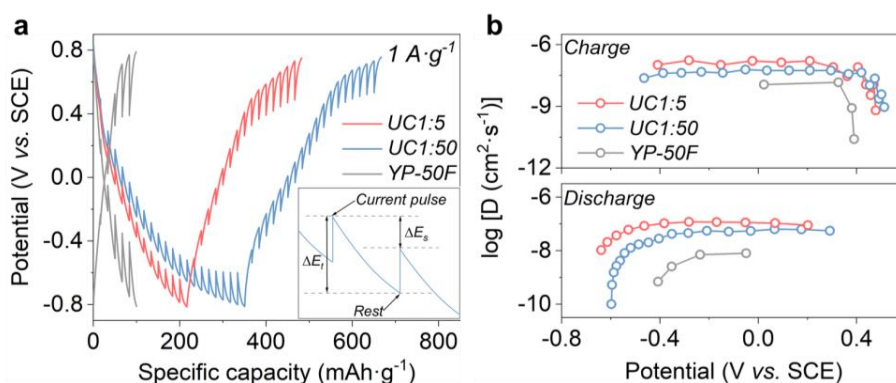 a
1 A·g⁻¹
UC1:5
UC1:50
YP-50F
Current pulse
ΔEₜ
ΔEₛ
Rest
0.8
0.4
0.0
-0.4
-0.8
0 200 400 600 800
Potential (V vs. SCE)
Specific capacity (mAh·g⁻¹)
b
Charge
UC1:5
UC1:50
YP-50F
-6
-9
-12
Discharge
-6
-8
-10
log [D (cm²·s⁻¹)
-0.8 -0.4 0.0 0.4
Potential (V vs. SCE)